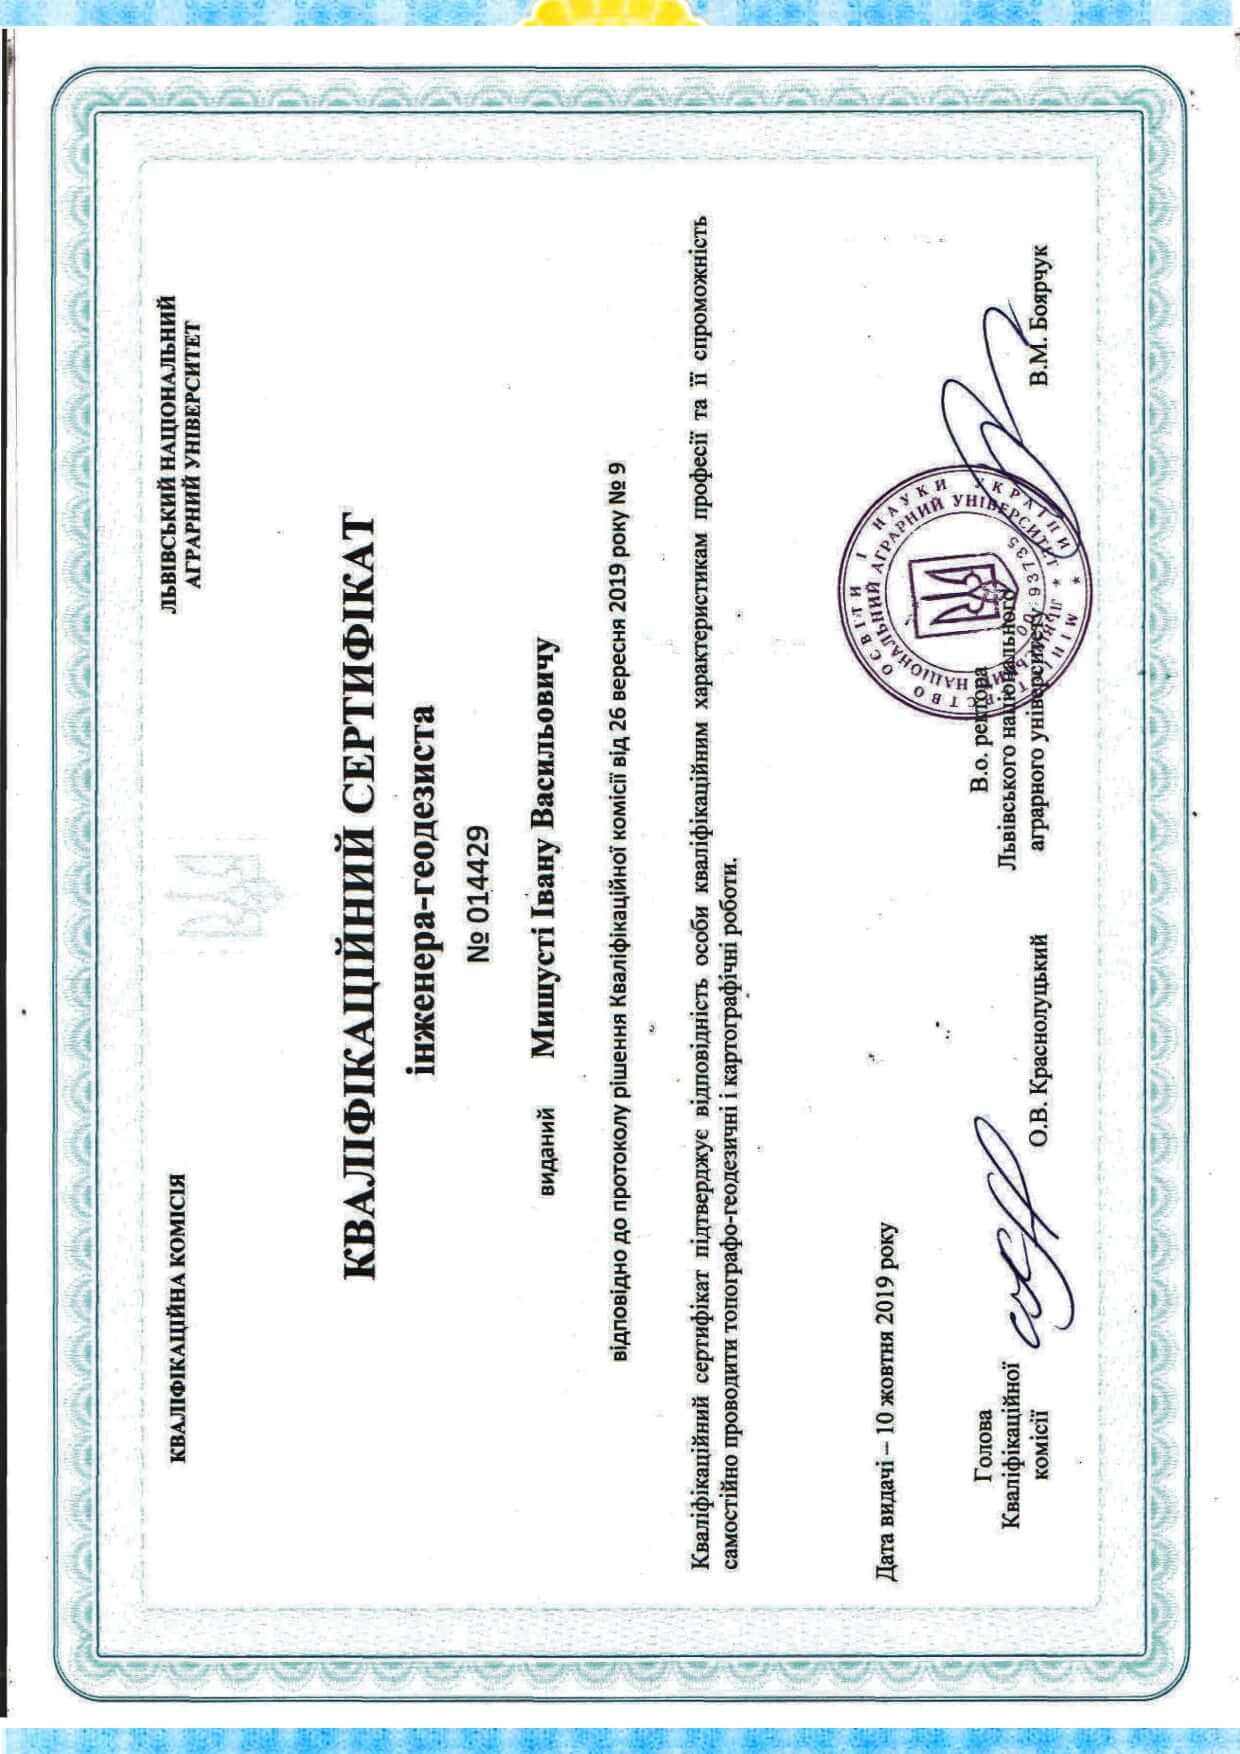 КВАЛІФІКАЦІЙНА КОМІСІЯ
ЛЬВІВСЬКИЙ НАЦІОНАЛЬНИЙ
АГРАРНИЙ УНІВЕРСИТЕТ
КВАЛІФІКАЦІЙНИЙ СЕРТИФІКАТ
інженера-геодезиста
№ 014429
виданий Мишусті Івану Васильовичу
відповідно до протоколу рішення Кваліфікаційної комісії від 26 вересня 2019 року № 9
Кваліфікаційний сертифікат підтверджує відповідність особи кваліфікаційним характеристикам професії та її спроможність
самостійно проводити топографо-геодезичні і картографічні роботи.
Дата видачі – 10 жовтня 2019 року
Голова
Кваліфікаційної
комісії
О.В. Краснолуцький
В.о. ректора
Львівського національного
аграрного університету
В.М. Боярчук
МІНІСТЕРСТВО ОСВІТИ І НАУКИ УКРАЇНИ
ЛЬВІВСЬКИЙ НАЦІОНАЛЬНИЙ АГРАРНИЙ УНІВЕРСИТЕТ